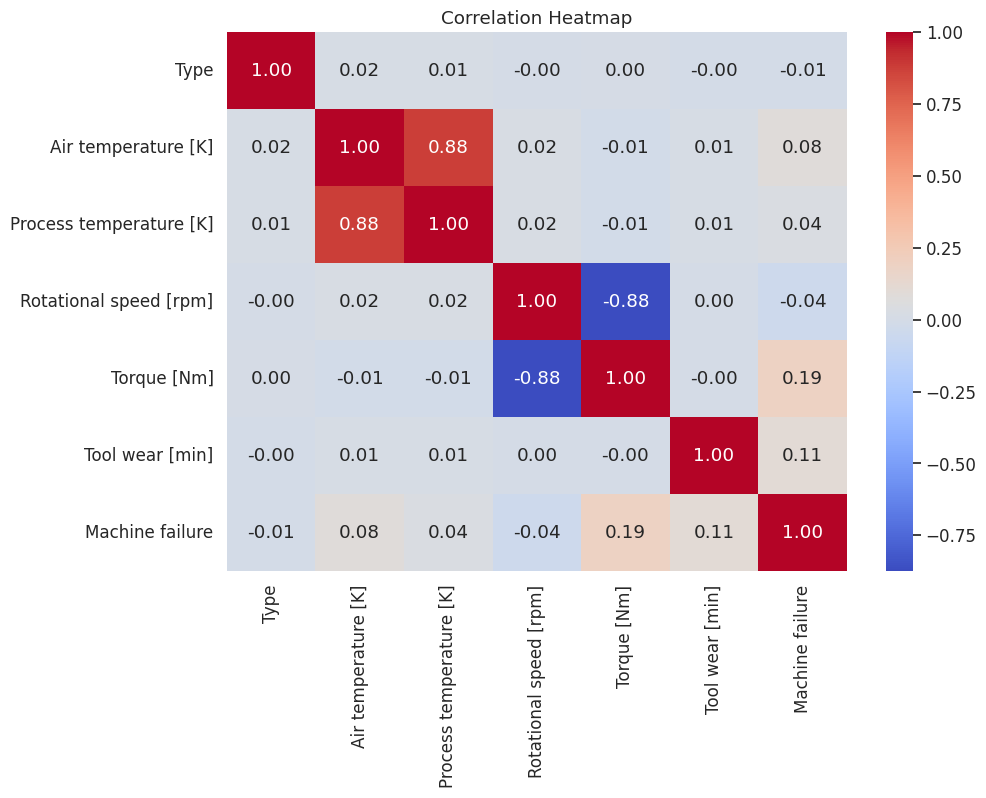 Correlation Heatmap
Type 1.00 0.02 0.01 -0.00 0.00 -0.00 -0.01
Air temperature [K] 0.02 1.00 0.88 0.02 -0.01 0.01 0.08
Process temperature [K] 0.01 0.88 1.00 0.02 -0.01 0.01 0.04
Rotational speed [rpm] -0.00 0.02 0.02 1.00 -0.88 0.00 -0.04
Torque [Nm] 0.00 -0.01 -0.01 -0.88 1.00 -0.00 0.19
Tool wear [min] -0.00 0.01 0.01 0.00 -0.00 1.00 0.11
Machine failure -0.01 0.08 0.04 -0.04 0.19 0.11 1.00
Type
Air temperature [K]
Process temperature [K]
Rotational speed [rpm]
Torque [Nm]
Tool wear [min]
Machine failure
1.00
0.75
0.50
0.25
0.00
−0.25
−0.50
−0.75